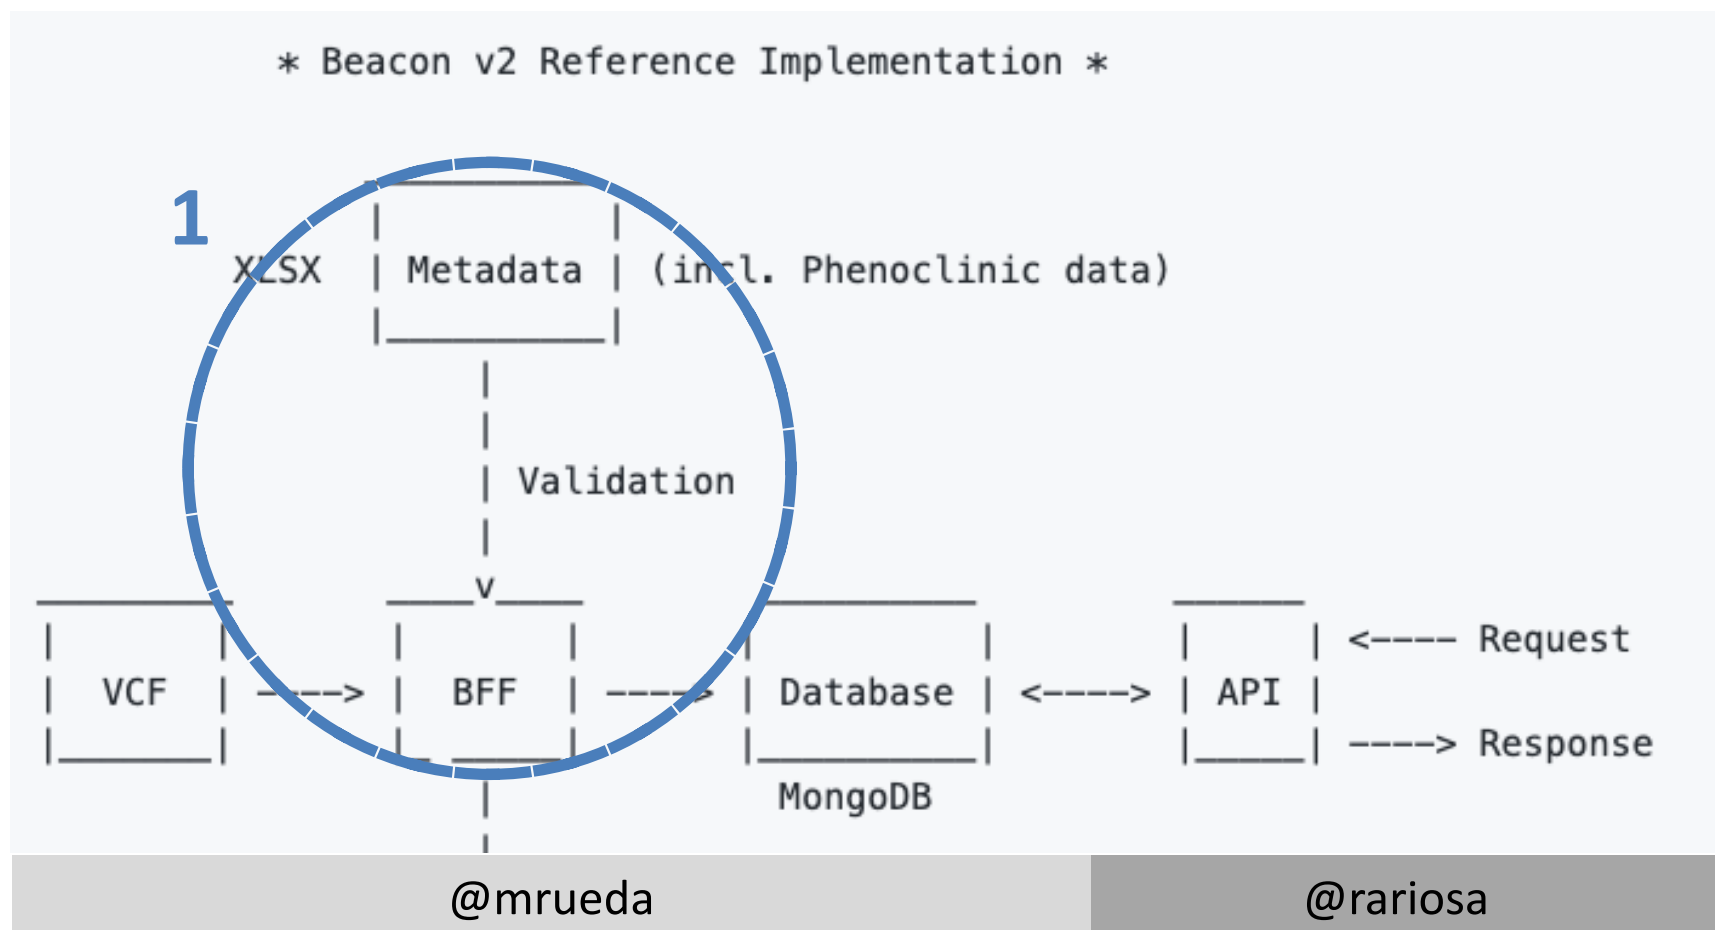 * Beacon v2 Reference Implementation *
1
XLSX | Metadata | (incl. Phenoclinic data)
Validation
v
<---- Request
| VCF | ----> | BFF | ----> | Database | <----> | API |
----> Response
MongoDB
@mrueda @rariosa